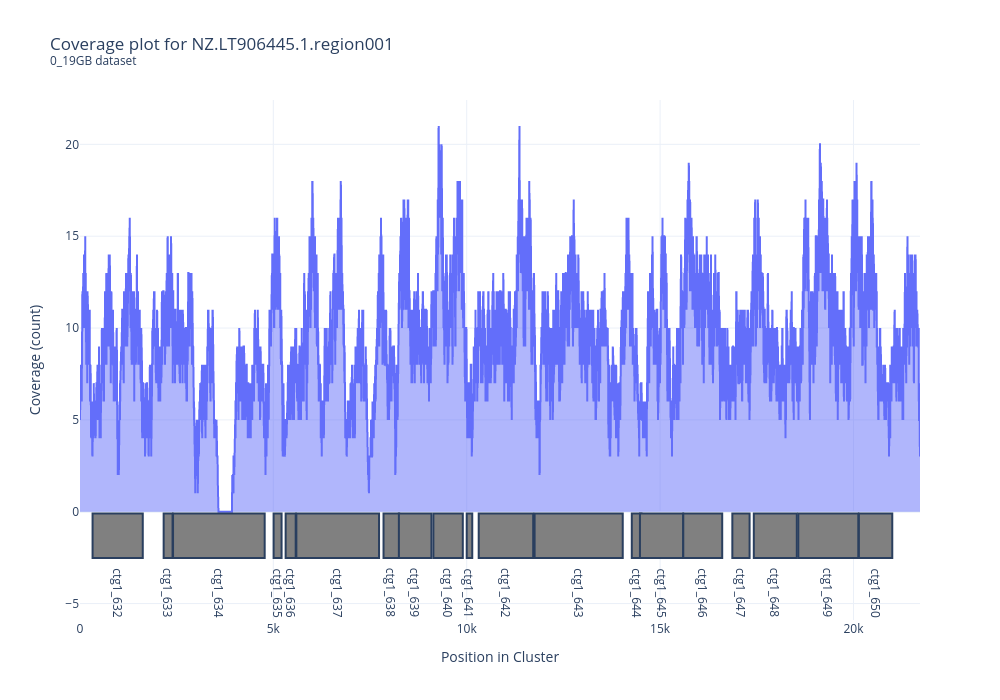 Coverage plot for NZ.LT906445.1.region001
0_19GB dataset
Coverage (count)
20
15
10
5
0
−5
ctg1_632
ctg1_633
ctg1_634
ctg1_635
ctg1_636
ctg1_637
ctg1_638
ctg1_639
ctg1_640
ctg1_641
ctg1_642
ctg1_643
ctg1_644
ctg1_645
ctg1_646
ctg1_647
ctg1_648
ctg1_649
ctg1_650
0
5k
10k
15k
20k
Position in Cluster